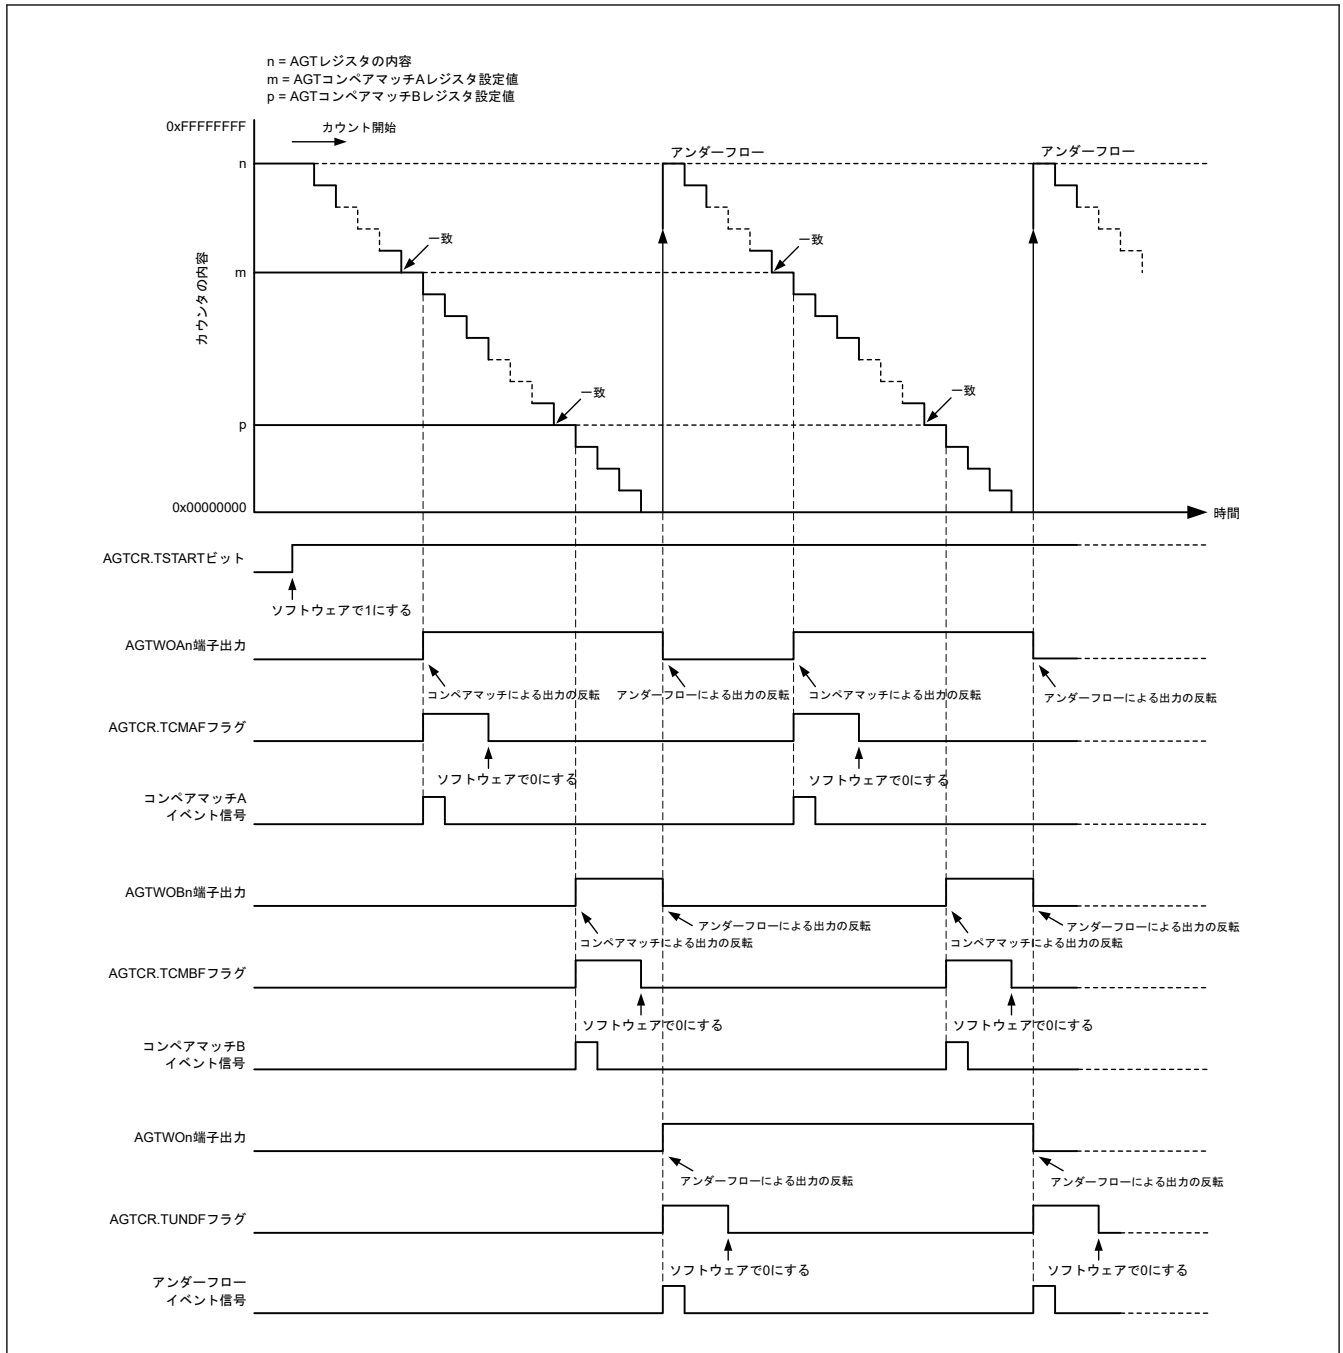 n = AGTレジスタの内容
m = AGTコンペアマッチAレジスタ設定値
p = AGTコンペアマッチBレジスタ設定値
0xFFFFFFFF
カウント開始
n
アンダーフロー
アンダーフロー
一致
一致
m
カウンタの内容
一致
一致
p
0x00000000
時間
AGTCR.TSTARTビット
ソフトウェアで1にする
AGTWOAn端子出力
コンペアマッチによる出力の反転
アンダーフローによる出力の反転
コンペアマッチによる出力の反転
アンダーフローによる出力の反転
AGTCR.TCMAFフラグ
ソフトウェアで0にする
ソフトウェアで0にする
コンペアマッチA
イベント信号
AGTWOBn端子出力
アンダーフローによる出力の反転
アンダーフローによる出力の反転
コンペアマッチによる出力の反転
コンペアマッチによる出力の反転
AGTCR.TCMBFフラグ
ソフトウェアで0にする
ソフトウェアで0にする
コンペアマッチB
イベント信号
AGTWOn端子出力
アンダーフローによる出力の反転
アンダーフローによる出力の反転
AGTCR.TUNDFフラグ
ソフトウェアで0にする
ソフトウェアで0にする
アンダーフロー
イベント信号